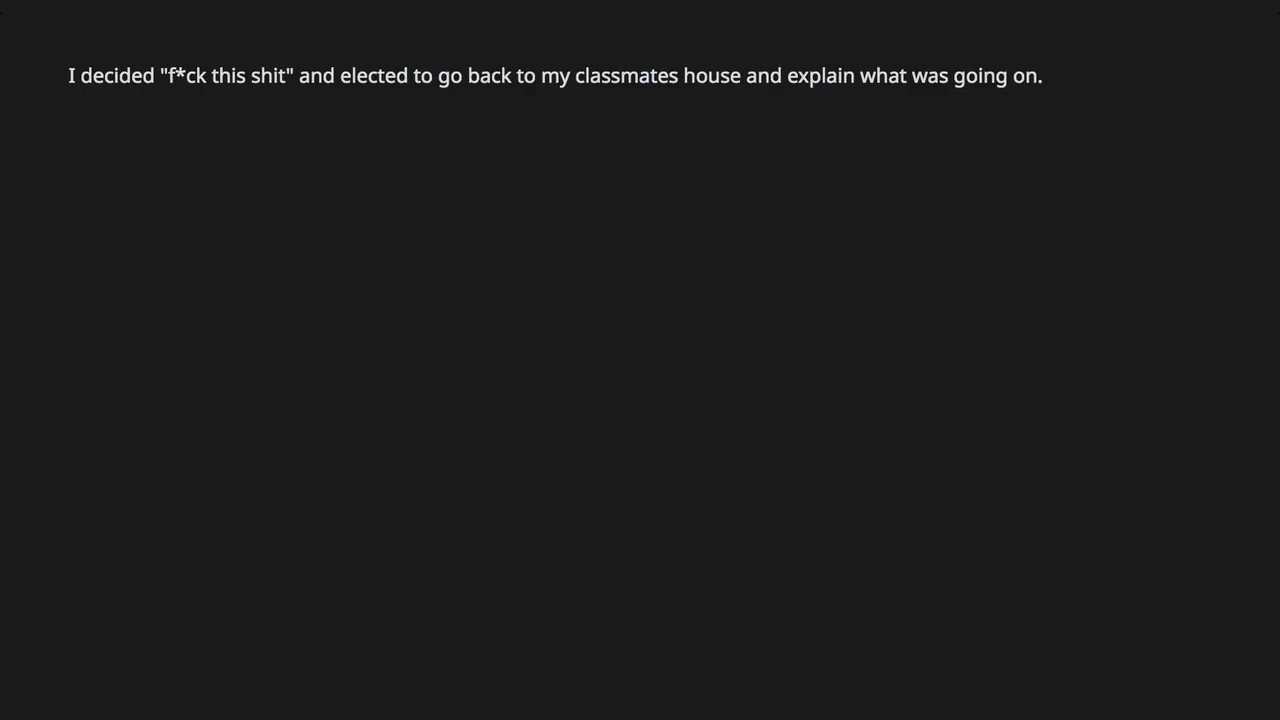 I decided "f*ck this shit" and elected to go back to my classmates house and explain what was going on.